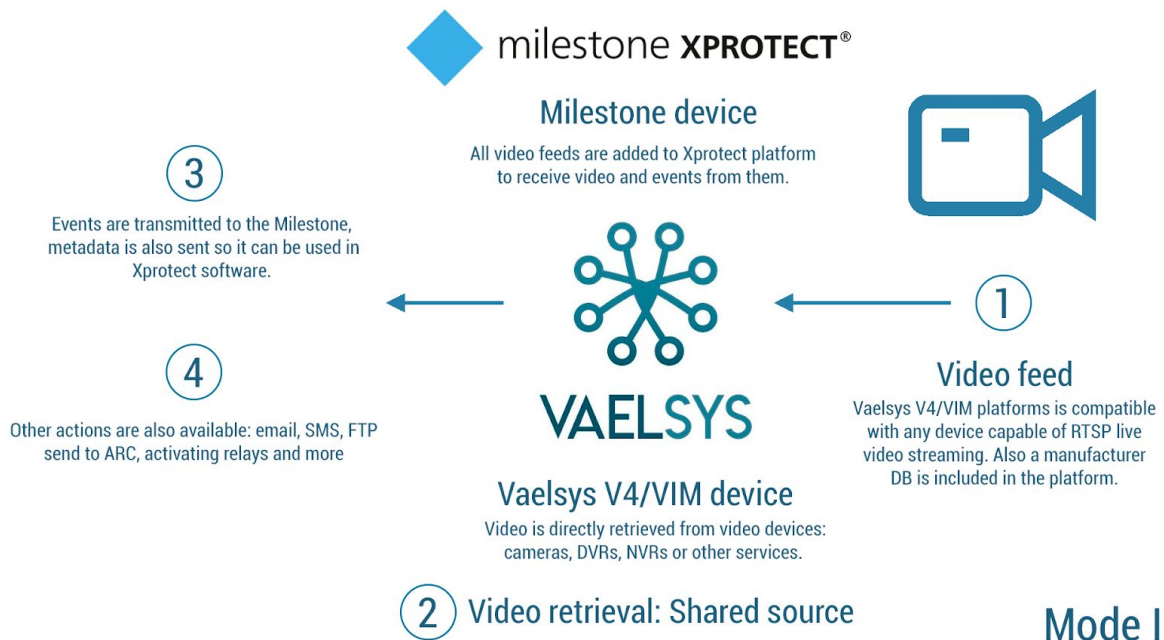 milestone XPROTECT®
Milestone device
All video feeds are added to Xprotect platform
to receive video and events from them.
3
Events are transmitted to the Milestone,
metadata is also sent so it can be used in
Xprotect software.
4
Other actions are also available: email, SMS, FTP
send to ARC, activating relays and more
VAELSYS
Vaelsys V4/VIM device
Video is directly retrieved from video devices:
cameras, DVRs, NVRs or other services.
1
Video feed
Vaelsys V4/VIM platforms is compatible
with any device capable of RTSP live
video streaming. Also a manufacturer
DB is included in the platform.
2 Video retrieval: Shared source
Mode I